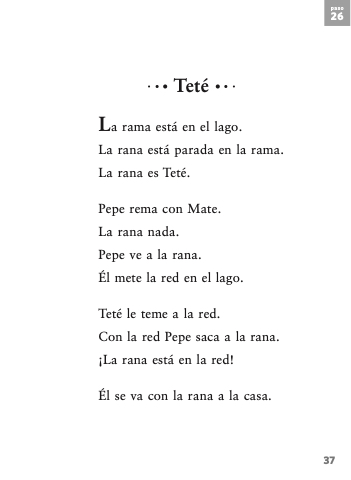 paso
26
Teté
La rama está en el lago.
La rana está parada en la rama.
La rana es Teté.
Pepe rema con Mate.
La rana nada.
Pepe ve a la rana.
Él mete la red en el lago.
Teté le teme a la red.
Con la red Pepe saca a la rana.
¡La rana está en la red!
Él se va con la rana a la casa.
37